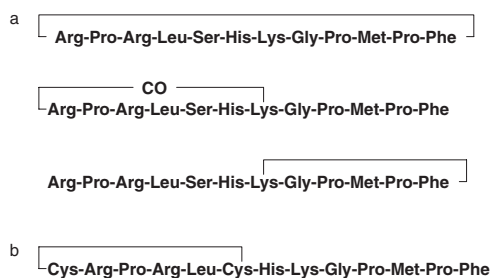 a
Arg-Pro-Arg-Leu-Ser-His-Lys-Gly-Pro-Met-Pro-Phe
CO
Arg-Pro-Arg-Leu-Ser-His-Lys-Gly-Pro-Met-Pro-Phe
Arg-Pro-Arg-Leu-Ser-His-Lys-Gly-Pro-Met-Pro-Phe
b
Cys-Arg-Pro-Arg-Leu-Cys-His-Lys-Gly-Pro-Met-Pro-Phe